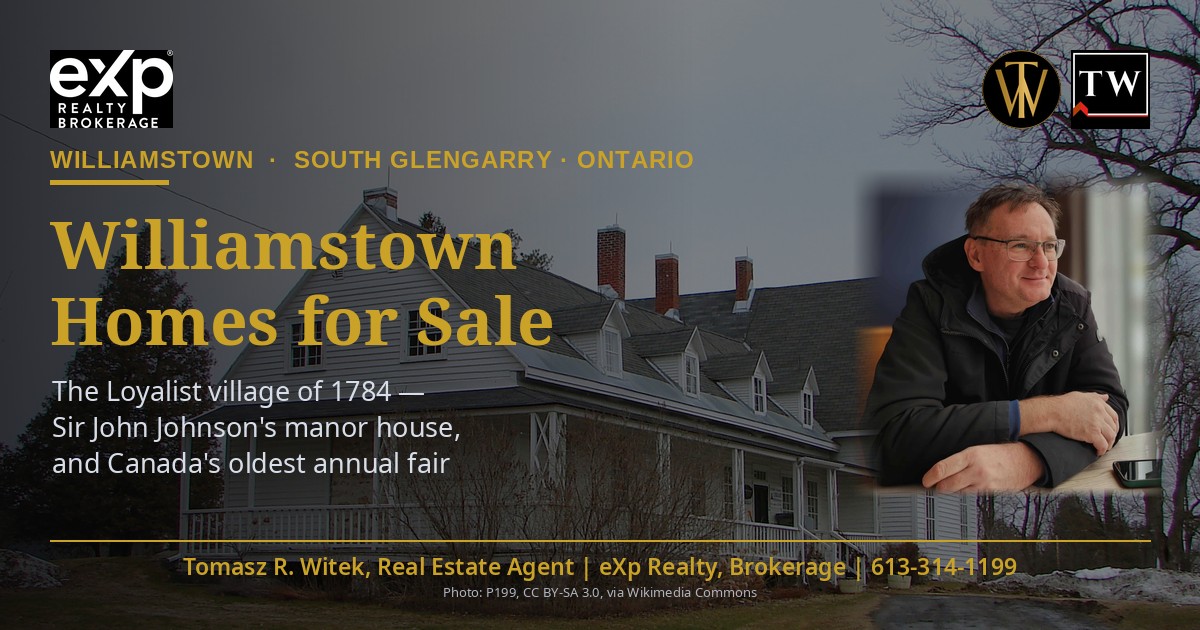 exp®
REALTY
BROKERAGE
TW
TW
WILLIAMSTOWN · SOUTH GLENGARRY · ONTARIO
Williamstown
Homes for Sale
The Loyalist village of 1784 —
Sir John Johnson's manor house,
and Canada's oldest annual fair
Tomasz R. Witek, Real Estate Agent | eXp Realty, Brokerage | 613-314-1199
Photo: P199, CC BY-SA 3.0, via Wikimedia Commons